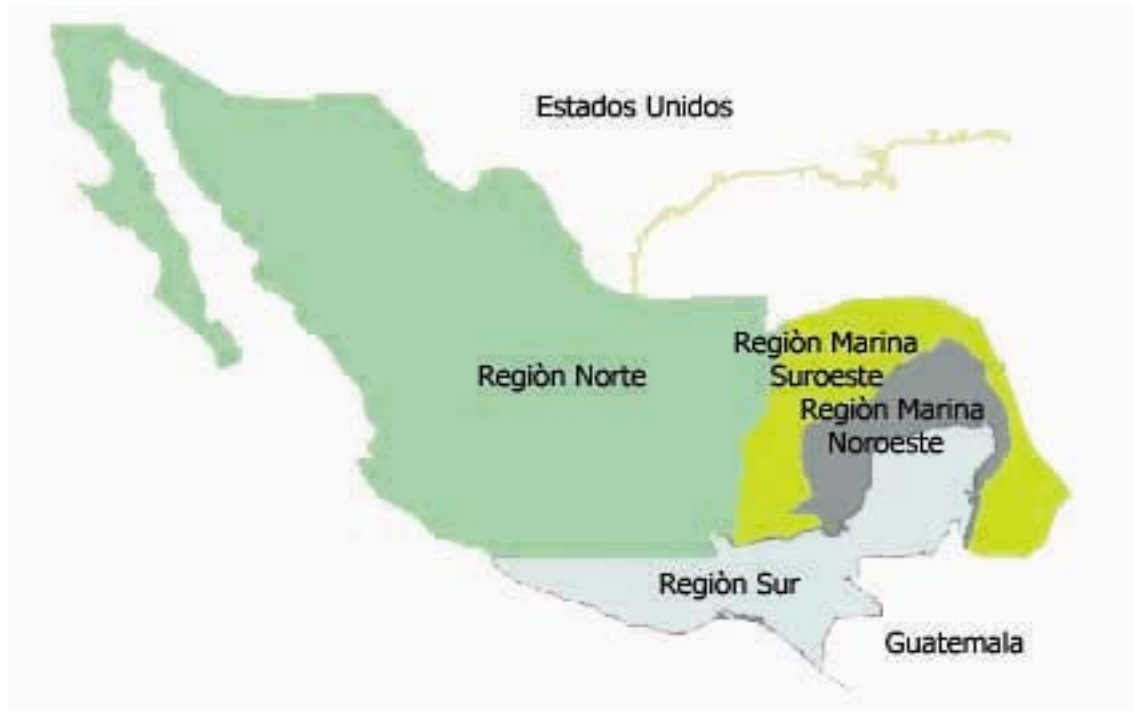 Estados Unidos
Regiòn Marina
Suroeste
Regiòn Norte
Regiòn Marina
Noroeste
Regiòn Sur
Guatemala